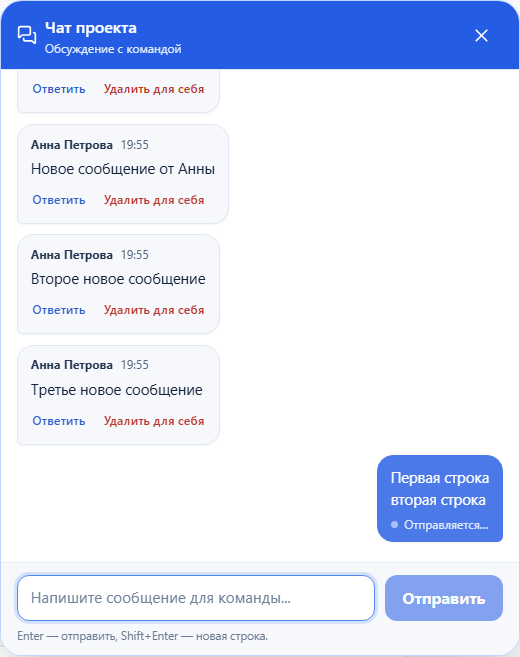 Чат проекта
Обсуждение с командой
Ответить Удалить для себя
Анна Петрова 19:55
Новое сообщение от Анны
Ответить Удалить для себя
Анна Петрова 19:55
Второе новое сообщение
Ответить Удалить для себя
Анна Петрова 19:55
Третье новое сообщение
Ответить Удалить для себя
Первая строка
вторая строка
Отправляется...
Напишите сообщение для команды...
Отправить
Enter — отправить, Shift+Enter — новая строка.